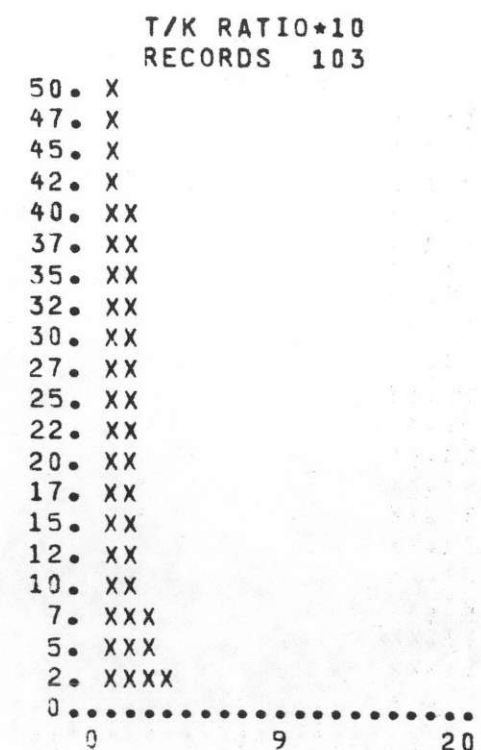 T/K RATIO*10
RECORDS 103
50. X
47. X
45. X
42. X
40. XX
37. XX
35. XX
32. XX
30. XX
27. XX
25. XX
22. XX
20. XX
17. XX
15. XX
12. XX
10. XX
7. XXX
5. XXX
2. XXXX
0........................
0 9 20